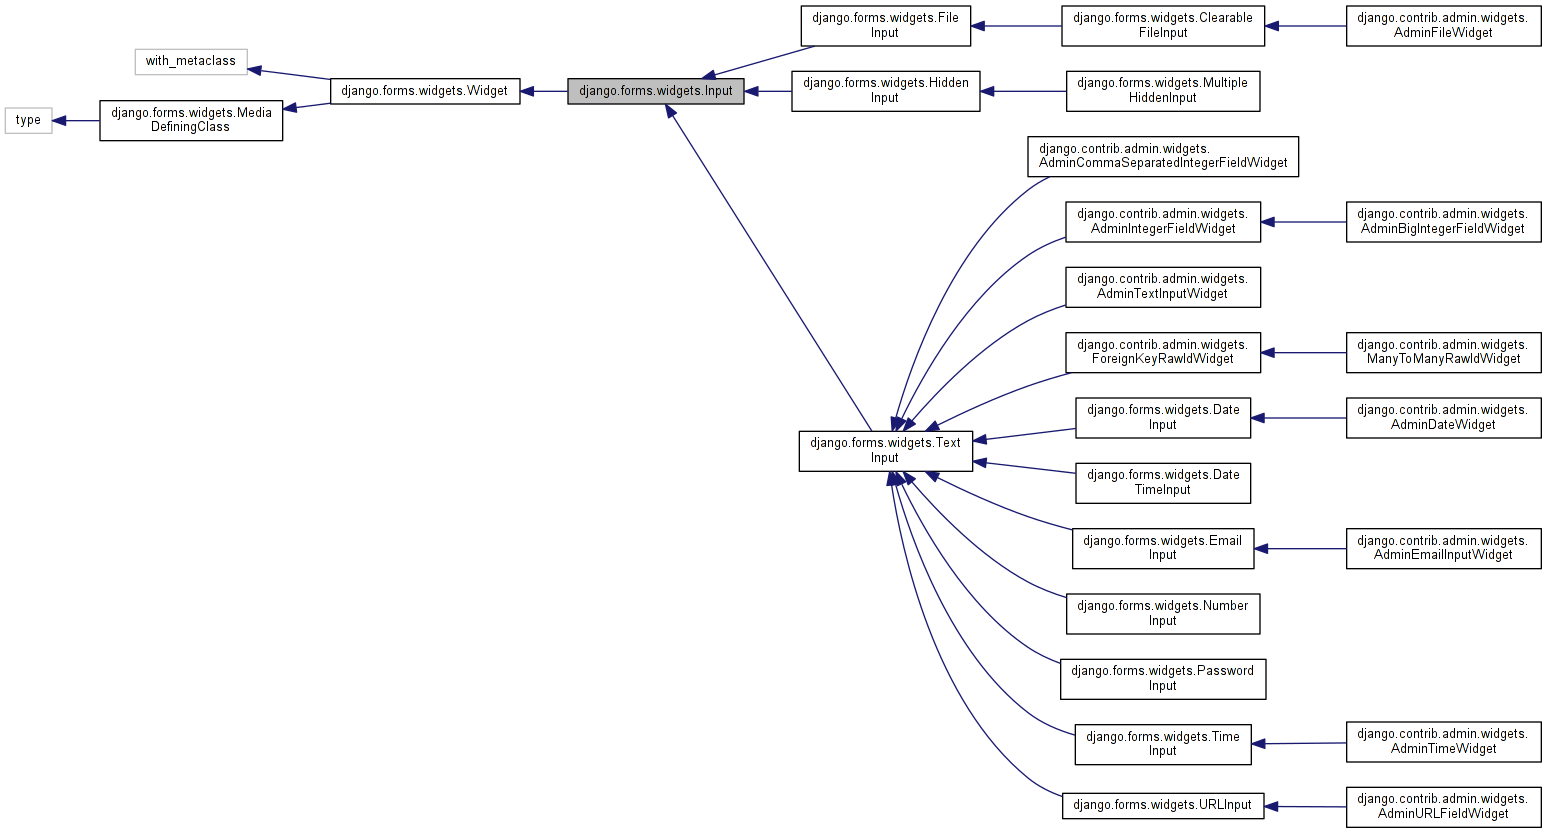 type
with_metaclass
django.forms.widgets.Media
DefiningClass
django.forms.widgets.Widget
django.forms.widgets.Input
django.forms.widgets.File
Input
django.forms.widgets.Hidden
Input
django.forms.widgets.Text
Input
django.forms.widgets.Clearable
FileInput
django.forms.widgets.Multiple
HiddenInput
django.contrib.admin.widgets.
AdminCommaSeparatedIntegerFieldWidget
django.contrib.admin.widgets.
AdminIntegerFieldWidget
django.contrib.admin.widgets.
AdminTextInputWidget
django.contrib.admin.widgets.
ForeignKeyRawIdWidget
django.forms.widgets.Date
Input
django.forms.widgets.Date
TimeInput
django.forms.widgets.Email
Input
django.forms.widgets.Number
Input
django.forms.widgets.Password
Input
django.forms.widgets.Time
Input
django.forms.widgets.URLInput
django.contrib.admin.widgets.
AdminFileWidget
django.contrib.admin.widgets.
AdminBigIntegerFieldWidget
django.contrib.admin.widgets.
ManyToManyRawIdWidget
django.contrib.admin.widgets.
AdminDateWidget
django.contrib.admin.widgets.
AdminEmailInputWidget
django.contrib.admin.widgets.
AdminTimeWidget
django.contrib.admin.widgets.
AdminURLFieldWidget